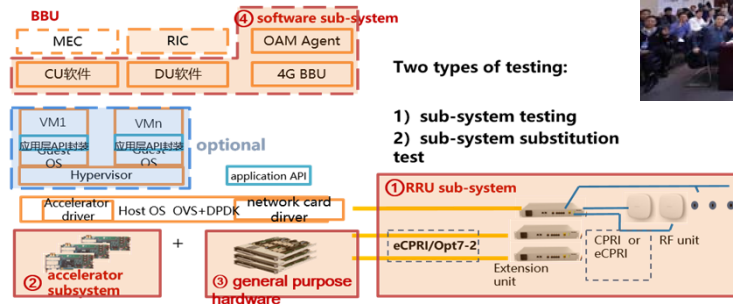 BBU
④ software sub-system
MEC
RIC
OAM Agent
CU软件
DU软件
4G BBU
Two types of testing:
1) sub-system testing
2) sub-system substitution
test
VM1
VMn
应用层API封装
应用层API封装
Guest
OS
Guest
OS
optional
Hypervisor
application API
Accelerator
driver
Host OS OVS+DPDK
network card
dirver
① RRU sub-system
eCPRI/Opt7-2
CPRI or
eCPRI
RF unit
Extension
unit
② accelerator
subsystem
+
③ general purpose
hardware